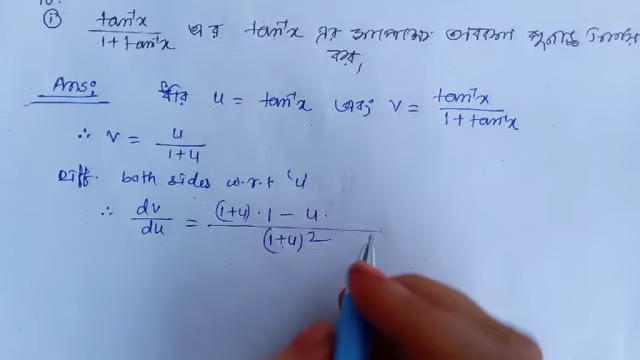 i) tan⁻¹x / 1 + tan⁻¹x এর tan⁻¹x এর সাপেক্ষে অবকল গুণাঙ্ক নির্ণয়
কর,
Ans: ধরি u = tan⁻¹x এবং v = tan⁻¹x / 1 + tan⁻¹x
∴ v = u / 1+u
Diff. both sides w.r.t 'u'
∴ dv/du = (1+u)·1 − u· / (1+u)2